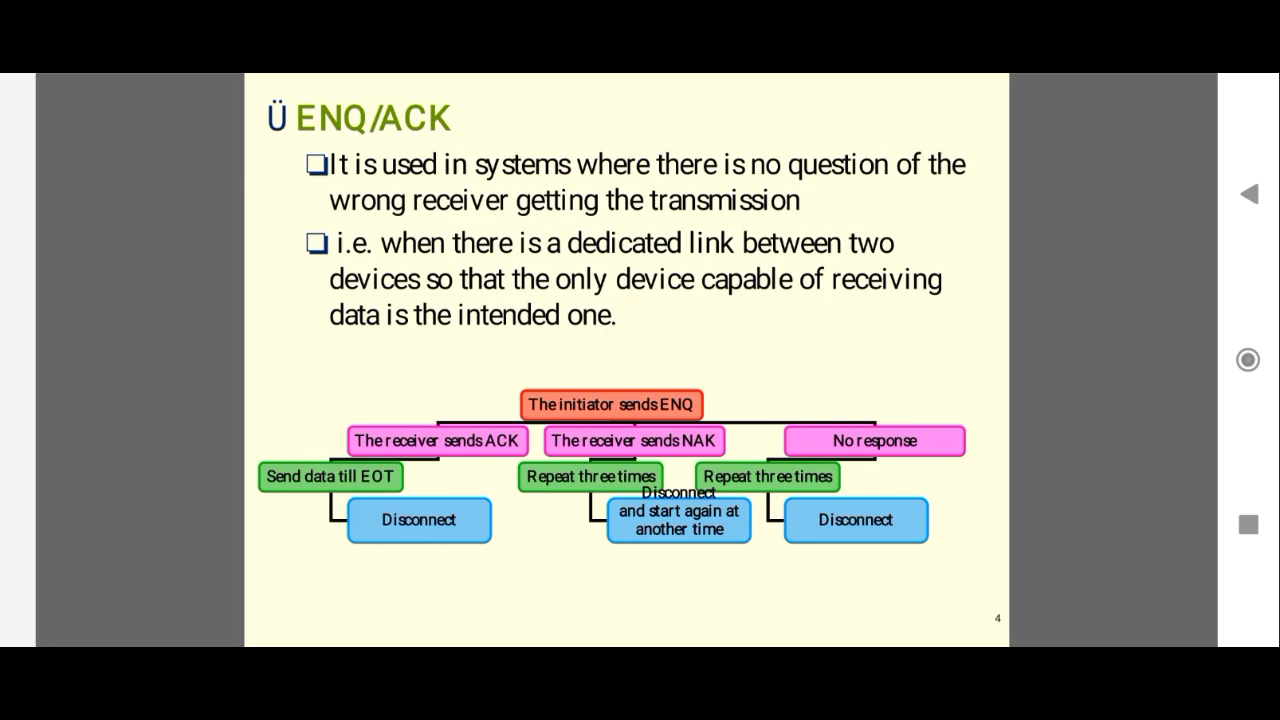 Ü ENQ/ACK
❑It is used in systems where there is no question of the
wrong receiver getting the transmission
❑ i.e. when there is a dedicated link between two
devices so that the only device capable of receiving
data is the intended one.
The initiator sends ENQ
The receiver sends ACK
The receiver sends NAK
No response
Send data till EOT
Repeat three times
Repeat three times
Disconnect
Disconnect
and start again at
another time
Disconnect
4